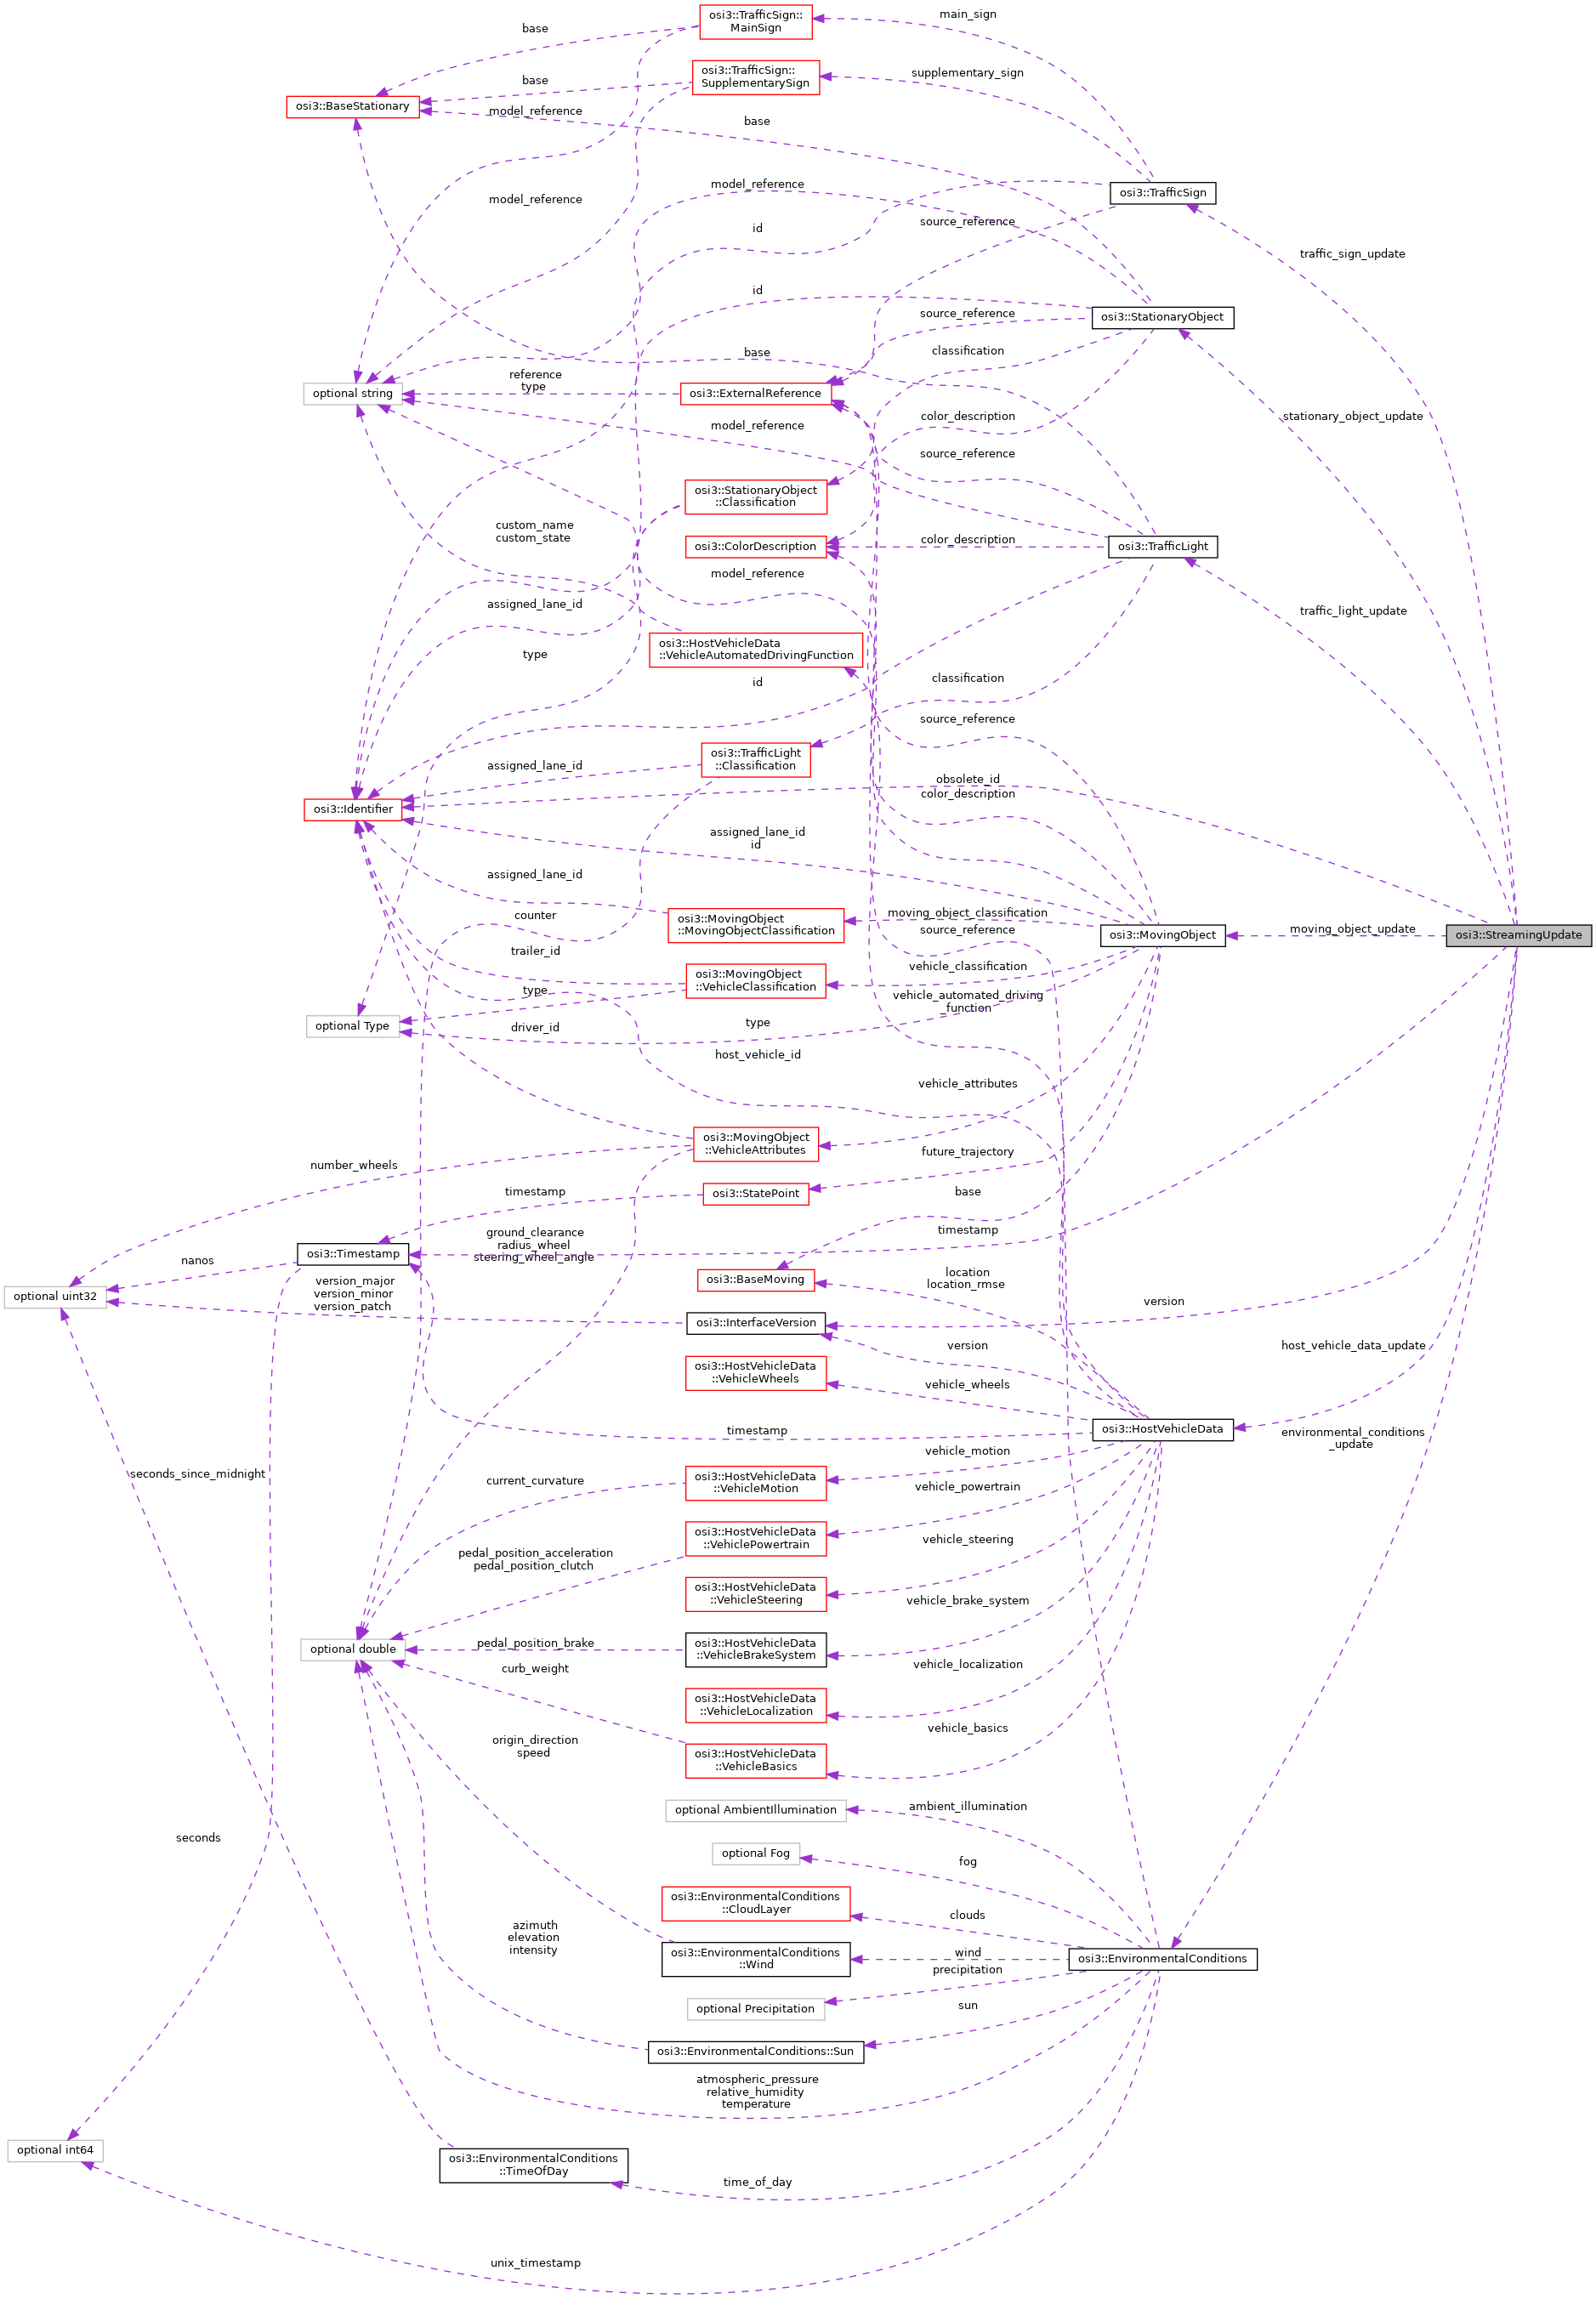 osi3::TrafficSign::
MainSign
main_sign
base
osi3::TrafficSign::
SupplementarySign
supplementary_sign
base
osi3::BaseStationary
model_reference
base
model_reference
osi3::TrafficSign
model_reference
source_reference
id
traffic_sign_update
id
source_reference
osi3::StationaryObject
classification
base
reference
type
optional string
osi3::ExternalReference
color_description
stationary_object_update
model_reference
source_reference
osi3::StationaryObject
::Classification
custom_name
custom_state
osi3::ColorDescription
color_description
osi3::TrafficLight
model_reference
assigned_lane_id
traffic_light_update
osi3::HostVehicleData
::VehicleAutomatedDrivingFunction
type
id
classification
source_reference
osi3::TrafficLight
::Classification
assigned_lane_id
obsolete_id
color_description
osi3::Identifier
assigned_lane_id
id
assigned_lane_id
counter
osi3::MovingObject
::MovingObjectClassification
moving_object_classification
source_reference
osi3::MovingObject
moving_object_update
osi3::StreamingUpdate
trailer_id
osi3::MovingObject
::VehicleClassification
vehicle_classification
type
vehicle_automated_driving
_function
optional Type
driver_id
type
host_vehicle_id
vehicle_attributes
osi3::MovingObject
::VehicleAttributes
future_trajectory
number_wheels
timestamp
osi3::StatePoint
base
ground_clearance
radius_wheel
steering_wheel_angle
timestamp
osi3::Timestamp
nanos
optional uint32
version_major
version_minor
version_patch
osi3::BaseMoving
location
location_rmse
version
osi3::InterfaceVersion
version
host_vehicle_data_update
osi3::HostVehicleData
::VehicleWheels
vehicle_wheels
timestamp
osi3::HostVehicleData
environmental_conditions
_update
seconds_since_midnight
current_curvature
osi3::HostVehicleData
::VehicleMotion
vehicle_motion
vehicle_powertrain
osi3::HostVehicleData
::VehiclePowertrain
pedal_position_acceleration
pedal_position_clutch
vehicle_steering
osi3::HostVehicleData
::VehicleSteering
vehicle_brake_system
optional double
pedal_position_brake
osi3::HostVehicleData
::VehicleBrakeSystem
curb_weight
vehicle_localization
osi3::HostVehicleData
::VehicleLocalization
vehicle_basics
origin_direction
speed
osi3::HostVehicleData
::VehicleBasics
optional AmbientIllumination
ambient_illumination
seconds
optional Fog
fog
osi3::EnvironmentalConditions
::CloudLayer
clouds
azimuth
elevation
intensity
osi3::EnvironmentalConditions
::Wind
wind
osi3::EnvironmentalConditions
precipitation
optional Precipitation
sun
osi3::EnvironmentalConditions::Sun
atmospheric_pressure
relative_humidity
temperature
optional int64
osi3::EnvironmentalConditions
::TimeOfDay
time_of_day
unix_timestamp